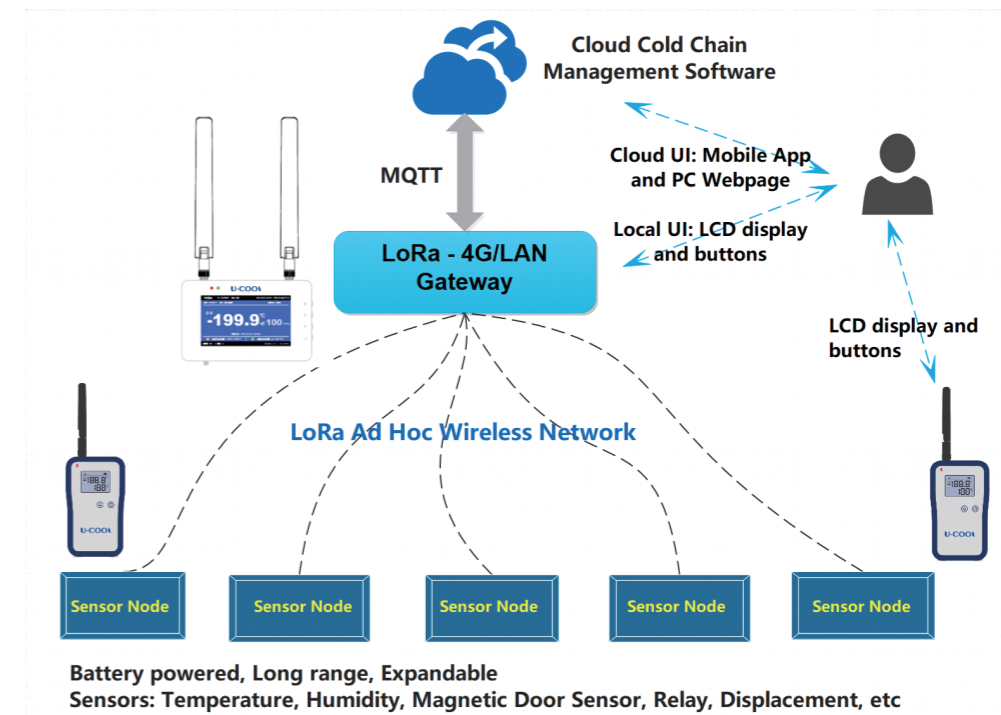 Cloud Cold Chain
Management Software
MQTT
Cloud UI: Mobile App
and PC Webpage
Local UI: LCD display
and buttons
LoRa - 4G/LAN
Gateway
U-COOL
-199.9℃
LCD display and
buttons
LoRa Ad Hoc Wireless Network
U-COOL
U-COOL
Sensor Node
Sensor Node
Sensor Node
Sensor Node
Sensor Node
Battery powered, Long range, Expandable
Sensors: Temperature, Humidity, Magnetic Door Sensor, Relay, Displacement, etc